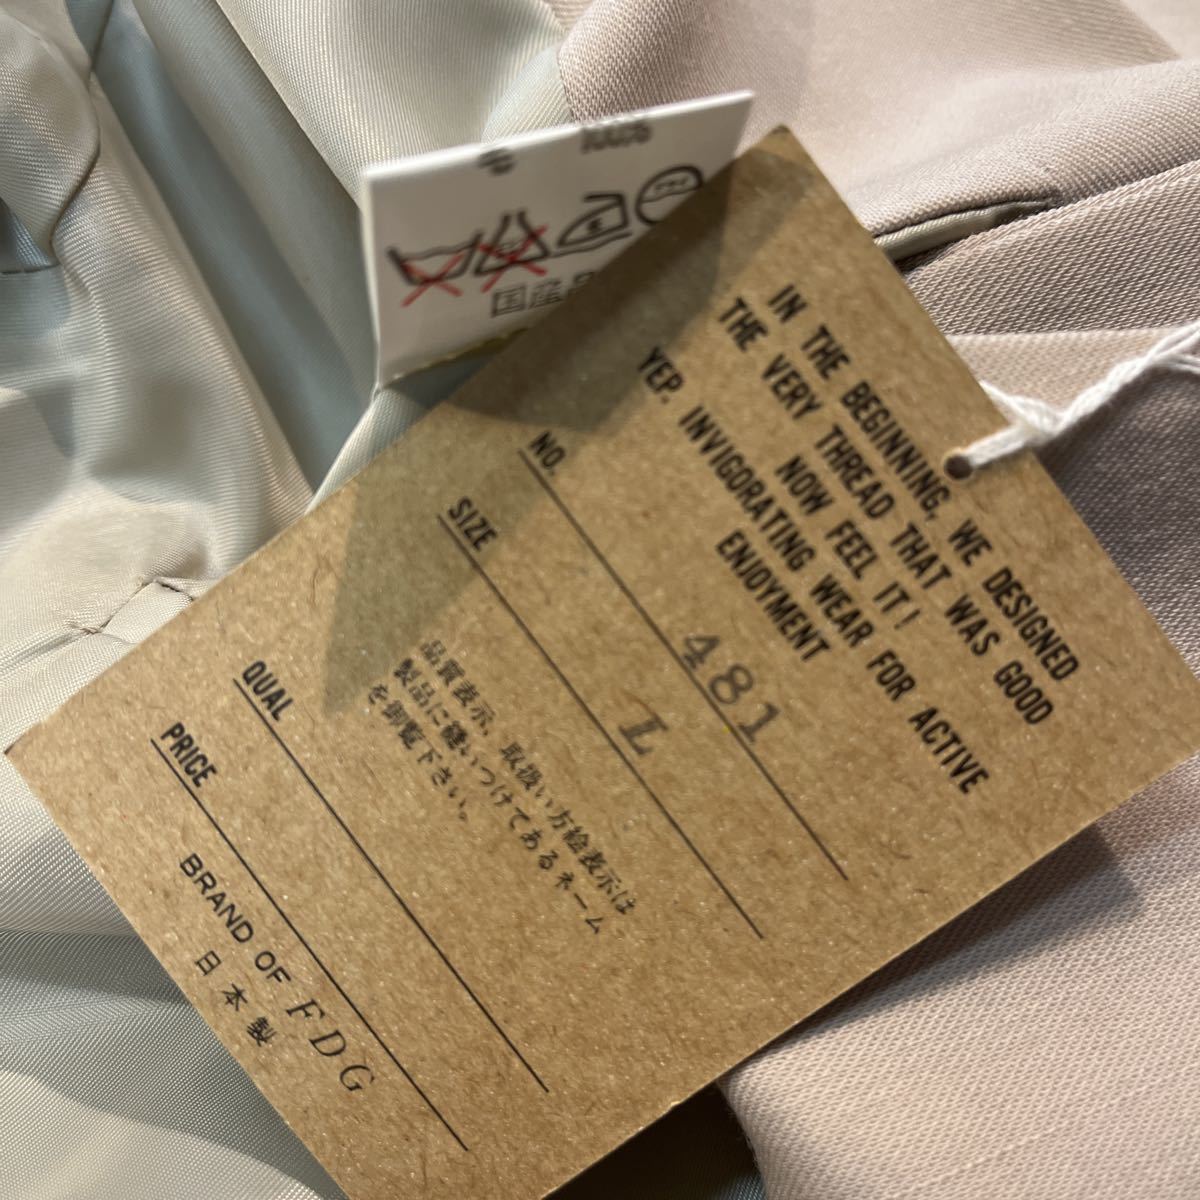 IN THE BEGINNING, WE DESIGNED
THE VERY THREAD THAT WAS GOOD
NOW FEEL IT!
YEP. INVIGORATING WEAR FOR ACTIVE
ENJOYMENT
NO. 481
SIZE L
品質表示、取扱い方絵表示は
製品に縫いつけてあるネーム
を御覧下さい。
QUAL
PRICE
BRAND OF FDG
日本製
100%
国産